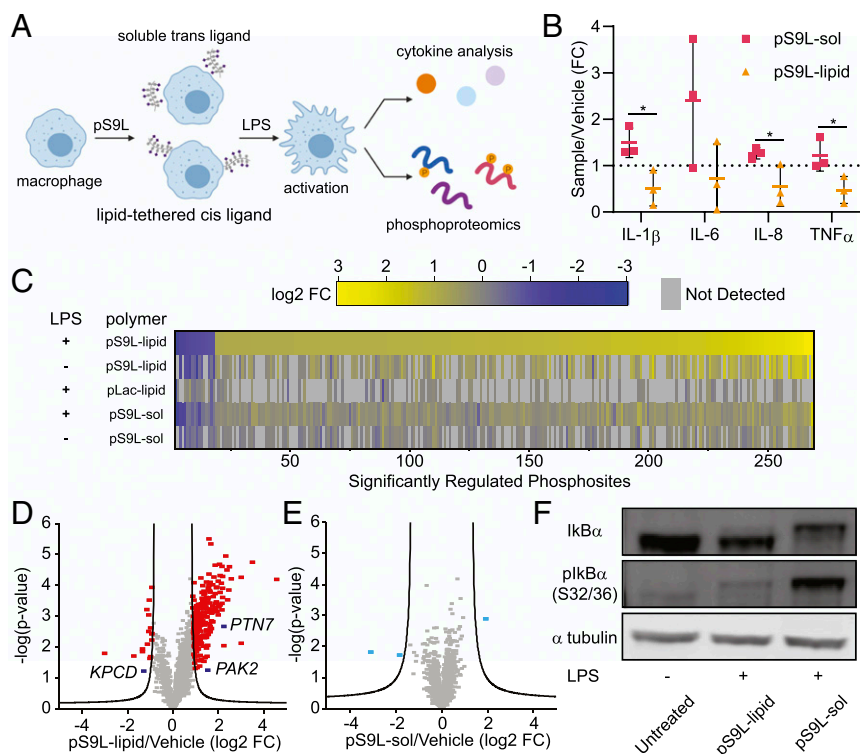 A
soluble trans ligand
pS9L
LPS
macrophage
lipid-tethered cis ligand
activation
cytokine analysis
P
P
P
phosphoproteomics
B
pS9L-sol
pS9L-lipid
Sample/Vehicle (FC)
4
3
2
1
0
* * *
IL-1β IL-6 IL-8 TNFα
C
log2 FC
3 2 1 0 -1 -2 -3
Not Detected
LPS polymer
+ pS9L-lipid
- pS9L-lipid
+ pLac-lipid
+ pS9L-sol
- pS9L-sol
50 100 150 200 250
Significantly Regulated Phosphosites
D
-log(p-value)
6
5
4
3
2
1
0
PTN7
KPCD
PAK2
-4 -2 0 2 4
pS9L-lipid/Vehicle (log2 FC)
E
-log(p-value)
6
5
4
3
2
1
0
-4 -2 0 2 4
pS9L-sol/Vehicle (log2 FC)
F
IkBα
pIkBα
(S32/36)
α tubulin
LPS - + +
Untreated
pS9L-lipid
pS9L-sol